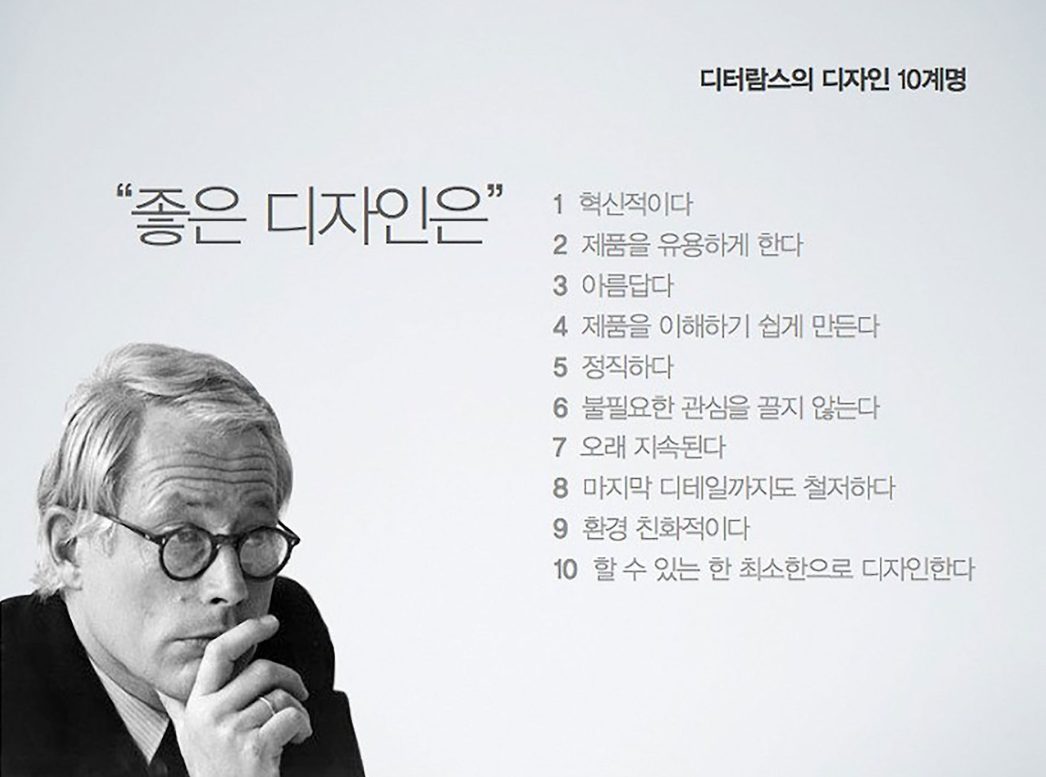 디터람스의 디자인 10계명
“좋은 디자인은”
1 혁신적이다
2 제품을 유용하게 한다
3 아름답다
4 제품을 이해하기 쉽게 만든다
5 정직하다
6 불필요한 관심을 끌지 않는다
7 오래 지속된다
8 마지막 디테일까지도 철저하다
9 환경 친화적이다
10 할 수 있는 한 최소한으로 디자인한다